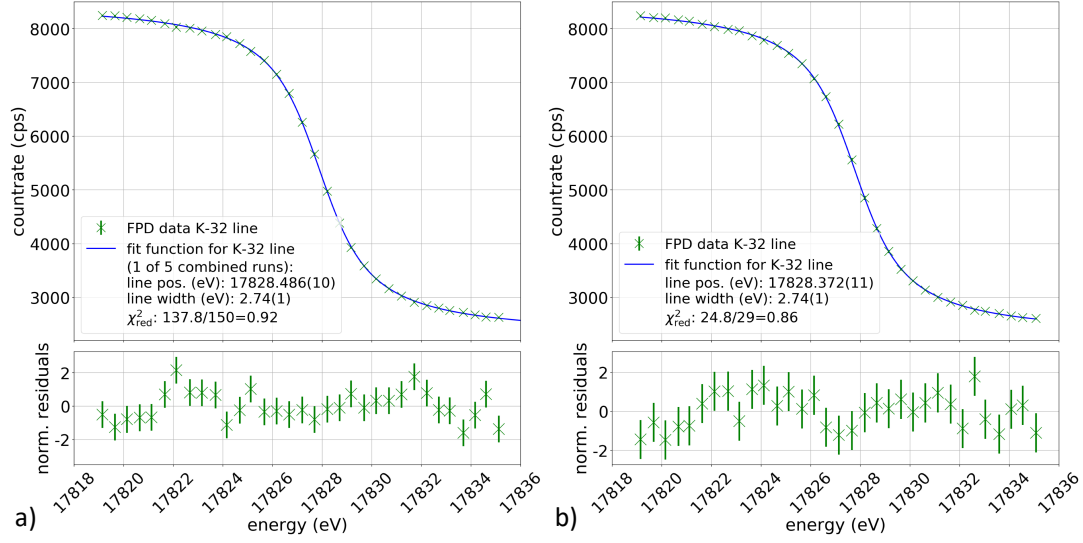 8000
7000
6000
5000
4000
3000
countrate (cps)
FPD data K-32 line
fit function for K-32 line
(1 of 5 combined runs):
line pos. (eV): 17828.486(10)
line width (eV): 2.74(1)
χ²red: 137.8/150=0.92
2
0
−2
norm. residuals
17818
17820
17822
17824
17826
17828
17830
17832
17834
17836
energy (eV)
a)
8000
7000
6000
5000
4000
3000
countrate (cps)
FPD data K-32 line
fit function for K-32 line
line pos. (eV): 17828.372(11)
line width (eV): 2.74(1)
χ²red: 24.8/29=0.86
2
1
0
−1
−2
norm. residuals
17818
17820
17822
17824
17826
17828
17830
17832
17834
17836
energy (eV)
b)